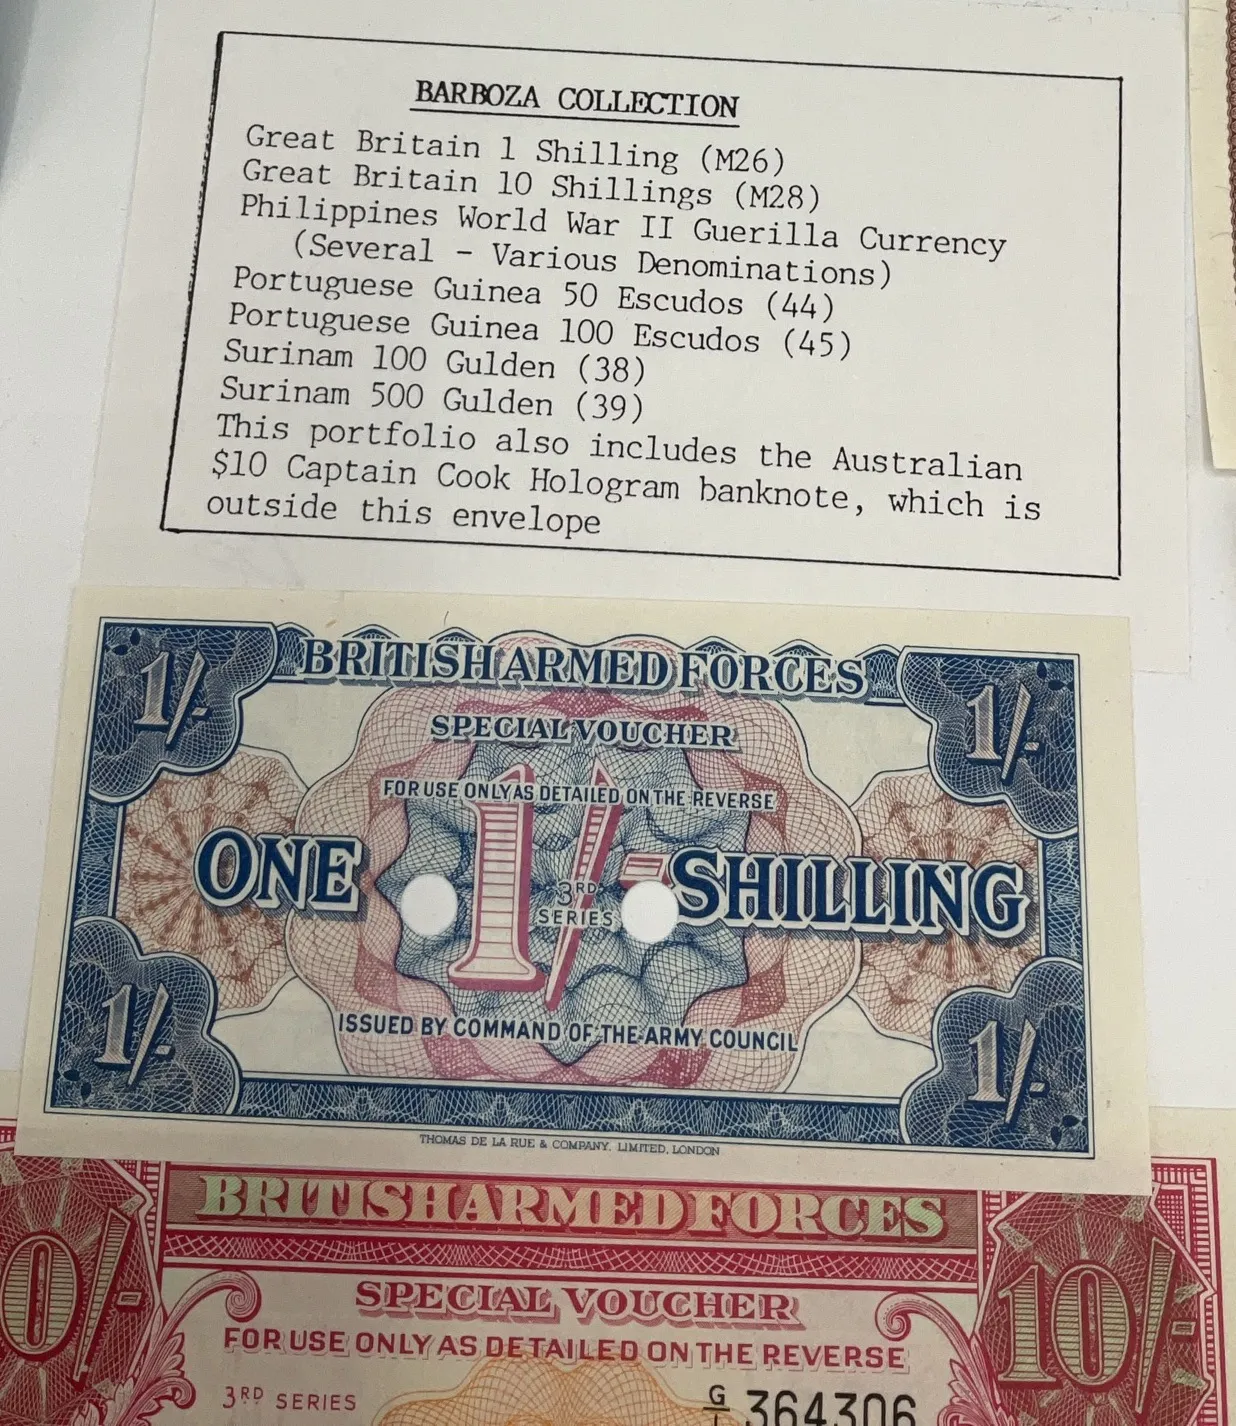 BARBOZA COLLECTION
Great Britain 1 Shilling (M26)
Great Britain 10 Shillings (M28)
Philippines World War II Guerilla Currency
(Several - Various Denominations)
Portuguese Guinea 50 Escudos (44)
Portuguese Guinea 100 Escudos (45)
Surinam 100 Gulden (38)
Surinam 500 Gulden (39)
This portfolio also includes the Australian
$10 Captain Cook Hologram banknote, which is
outside this envelope
1/- BRITISH ARMED FORCES 1/-
SPECIAL VOUCHER
FOR USE ONLY AS DETAILED ON THE REVERSE
ONE 1/- SHILLING
3RD
SERIES
ISSUED BY COMMAND OF THE ARMY COUNCIL
1/- 1/-
THOMAS DE LA RUE & COMPANY, LIMITED, LONDON
BRITISH ARMED FORCES
0/- SPECIAL VOUCHER 10/-
FOR USE ONLY AS DETAILED ON THE REVERSE
3RD SERIES G/1 364306